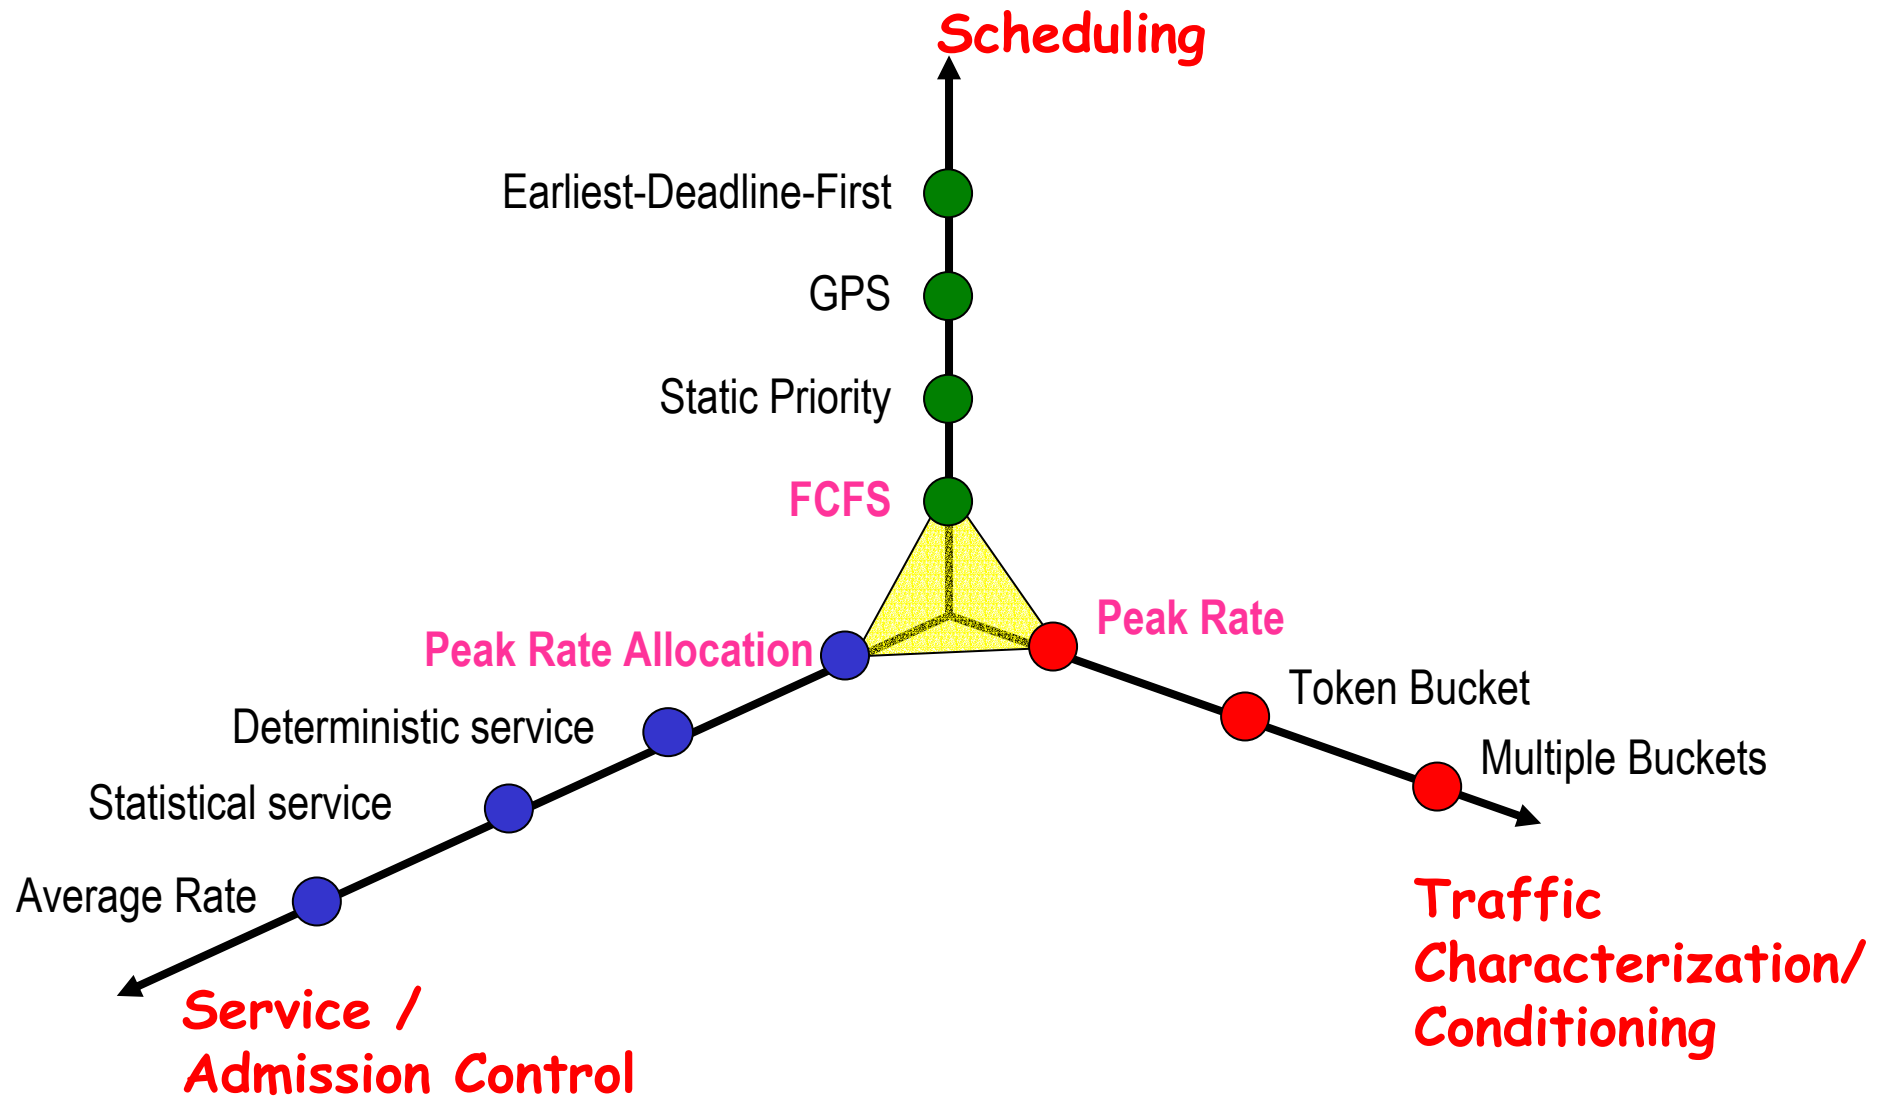 Scheduling
Earliest-Deadline-First
GPS
Static Priority
FCFS
Peak Rate
Peak Rate Allocation
Token Bucket
Deterministic service
Multiple Buckets
Statistical service
Average Rate
Traffic
Characterization/
Conditioning
Service /
Admission Control